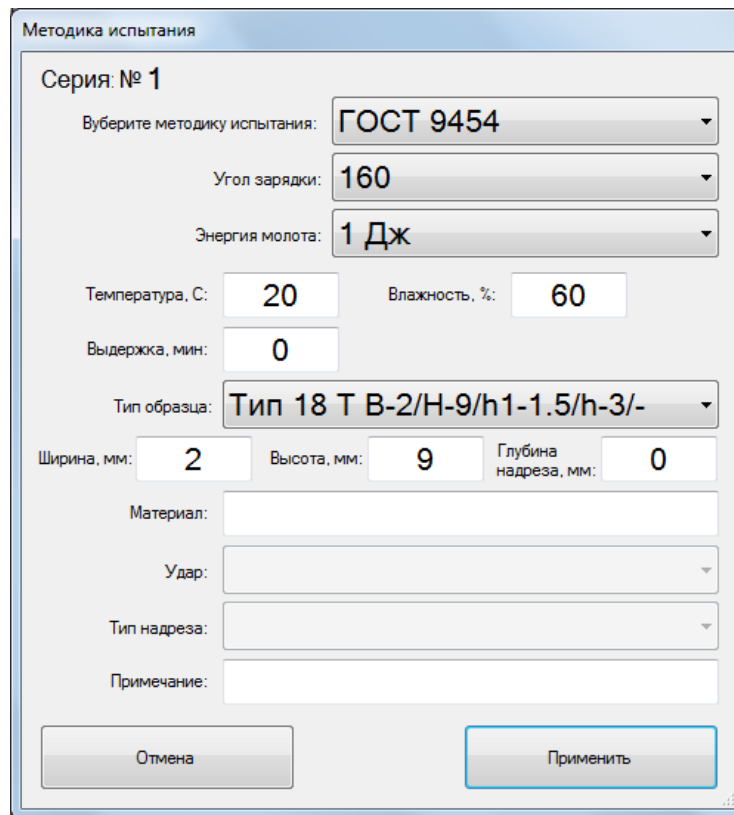 Методика испытания
Серия: № 1
Вуберите методику испытания: ГОСТ 9454
Угол зарядки: 160
Энергия молота: 1 Дж
Температура, С: 20 Влажность, %: 60
Выдержка, мин: 0
Тип образца: Тип 18 Т В-2/Н-9/h1-1.5/h-3/-
Ширина, мм: 2 Высота, мм: 9 Глубина надреза, мм: 0
Материал:
Удар:
Тип надреза:
Примечание:
Отмена Применить